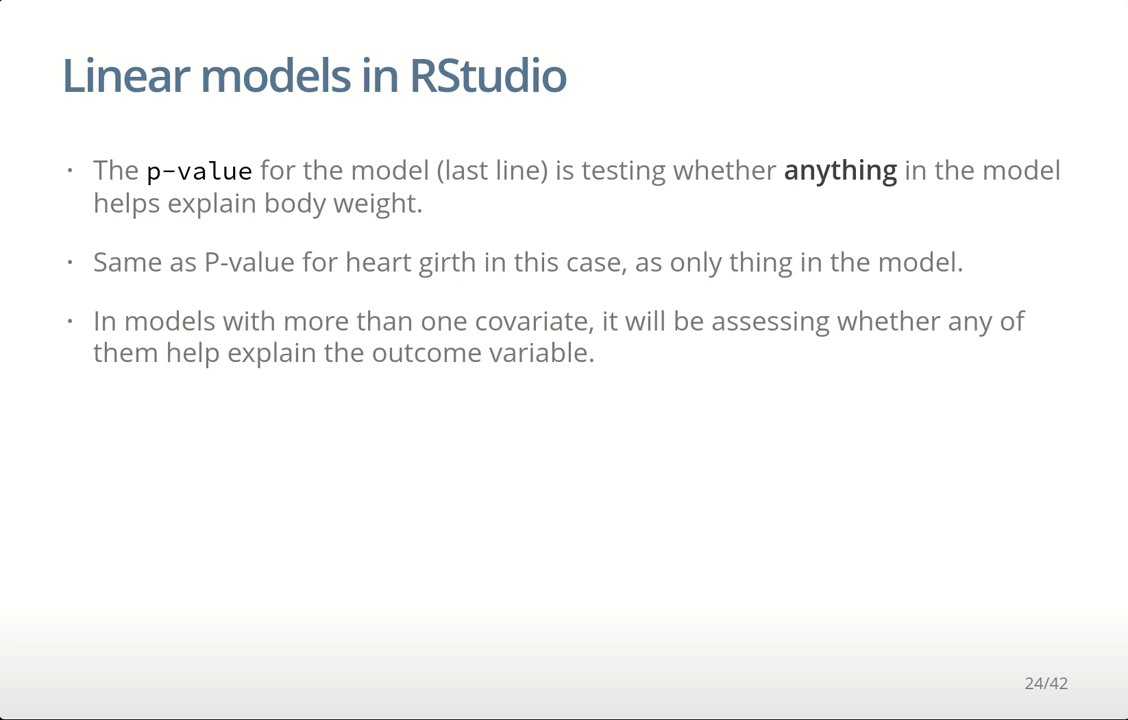 Linear models in RStudio
· The p-value for the model (last line) is testing whether anything in the model
helps explain body weight.
· Same as P-value for heart girth in this case, as only thing in the model.
· In models with more than one covariate, it will be assessing whether any of
them help explain the outcome variable.
24/42